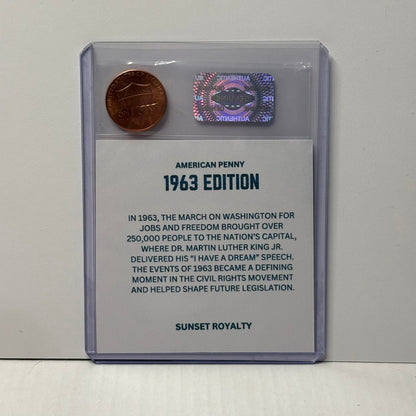 AMERICAN PENNY
1963 EDITION
IN 1963, THE MARCH ON WASHINGTON FOR
JOBS AND FREEDOM BROUGHT OVER
250,000 PEOPLE TO THE NATION'S CAPITAL,
WHERE DR. MARTIN LUTHER KING JR.
DELIVERED HIS "I HAVE A DREAM" SPEECH.
THE EVENTS OF 1963 BECAME A DEFINING
MOMENT IN THE CIVIL RIGHTS MOVEMENT
AND HELPED SHAPE FUTURE LEGISLATION.
SUNSET ROYALTY